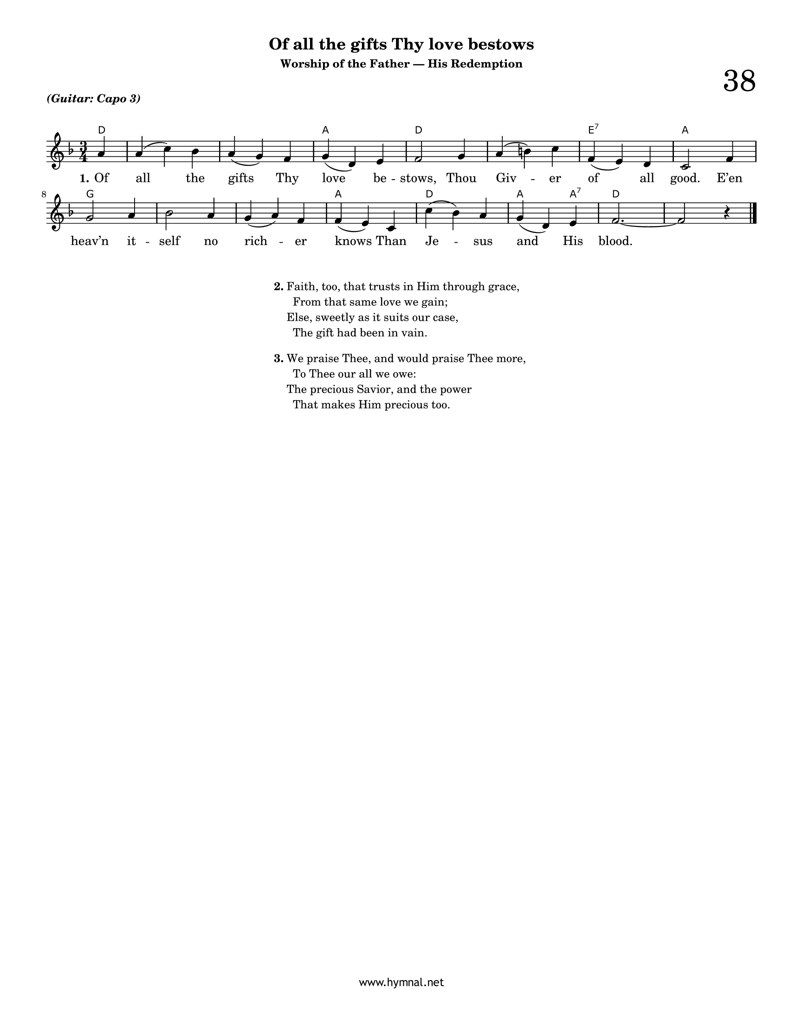 Of all the gifts Thy love bestows
Worship of the Father — His Redemption
38
(Guitar: Capo 3)
D A D E7 A
1. Of all the gifts Thy love be - stows, Thou Giv - er of all good. E’en
8 G A D A A7 D
heav’n it - self no rich - er knows Than Je - sus and His blood.
2. Faith, too, that trusts in Him through grace,
From that same love we gain;
Else, sweetly as it suits our case,
The gift had been in vain.
3. We praise Thee, and would praise Thee more,
To Thee our all we owe:
The precious Savior, and the power
That makes Him precious too.
www.hymnal.net